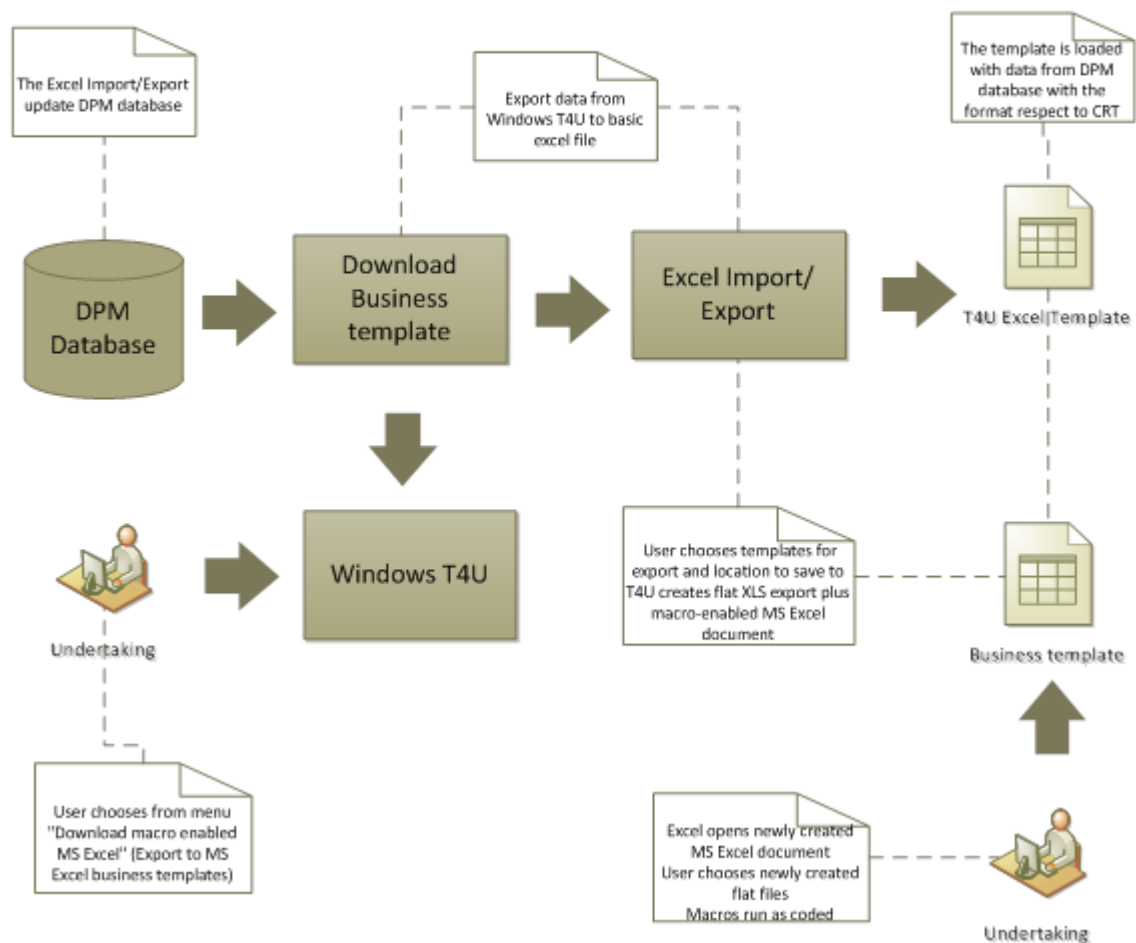 The Excel Import/Export
update DPM database
Export data from
Windows T4U to basic
excel file
The template is loaded
with data from DPM
database with the
format respect to CRT
DPM
Database
Download
Business
template
Excel Import/
Export
T4U Excel Template
Windows T4U
Undertaking
User chooses templates for
export and location to save to
T4U creates flat XLS export plus
macro-enabled MS Excel
document
Business template
User chooses from menu
"Download macro enabled
MS Excel" (Export to MS
Excel business templates)
Excel opens newly created
MS Excel document
User chooses newly created
flat files
Macros run as coded
Undertaking